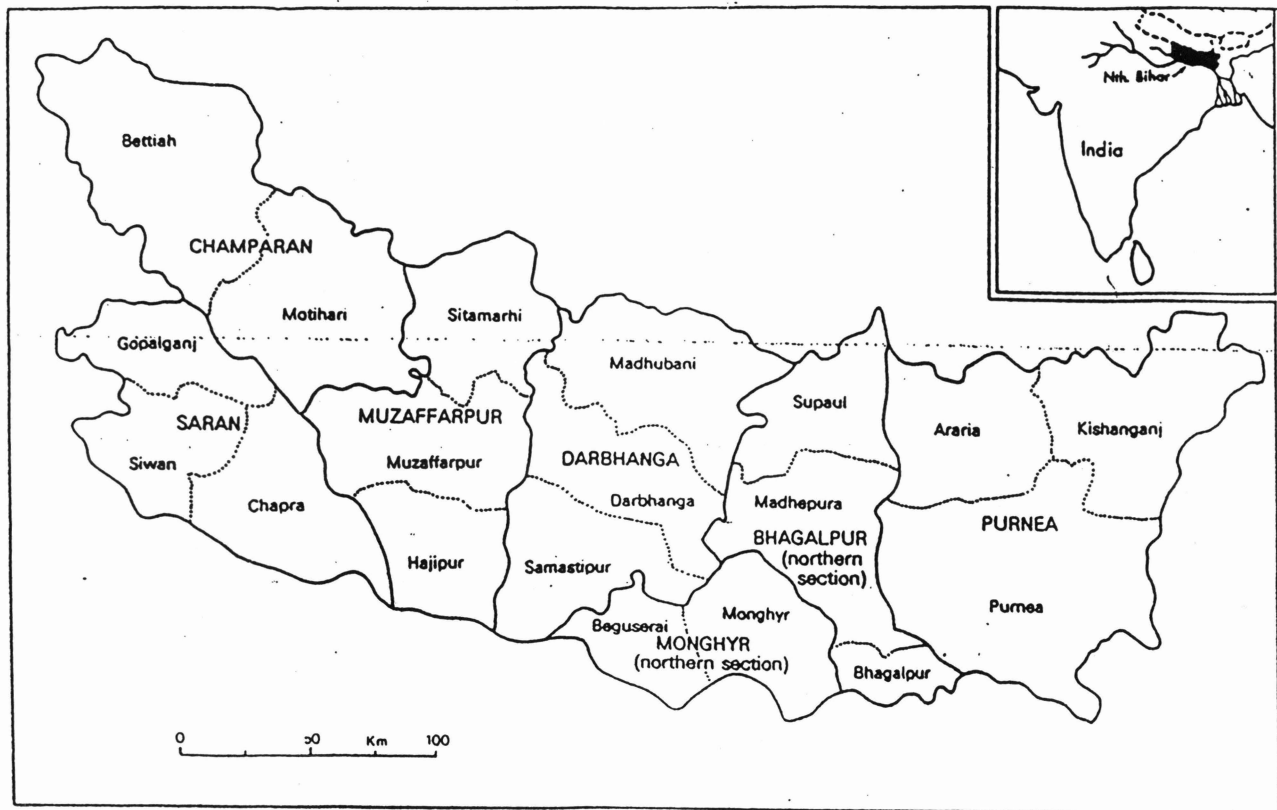 Nth. Bihar
India
Bettiah
CHAMPARAN
Motihari
Sitamarhi
Gopalganj
Madhubani
Supaul
Araria
Kishanganj
SARAN
MUZAFFARPUR
Siwan
Muzaffarpur
DARBHANGA
Chapra
Darbhanga
Madhepura
PURNEA
BHAGALPUR
(northern
section)
Hajipur
Samastipur
Purnea
Beguserai
Monghyr
MONGHYR
(northern section)
Bhagalpur
0 50 Km 100